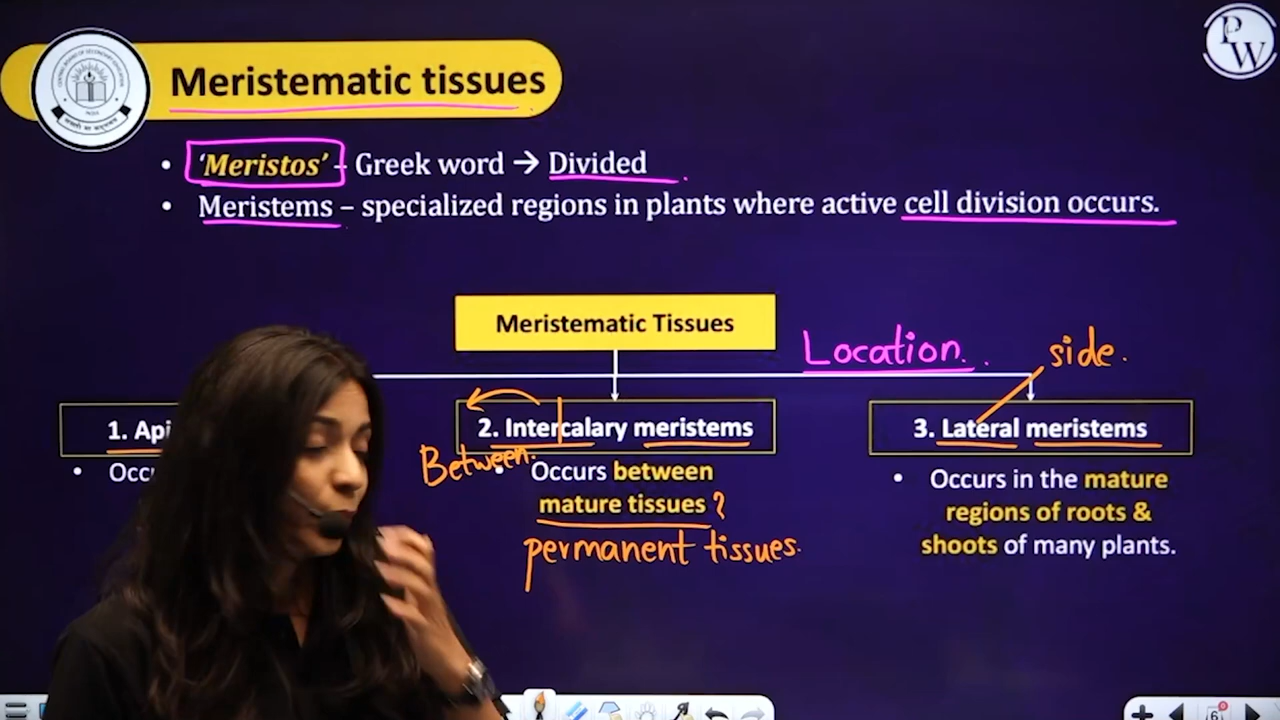 Meristematic tissues
PW
• 'Meristos' - Greek word → Divided
• Meristems – specialized regions in plants where active cell division occurs.
Meristematic Tissues
Location.
side.
1. Api
2. Intercalary meristems
3. Lateral meristems
• Occu
Between.
• Occurs between
mature tissues ?
permanent tissues.
• Occurs in the mature
regions of roots &
shoots of many plants.
6